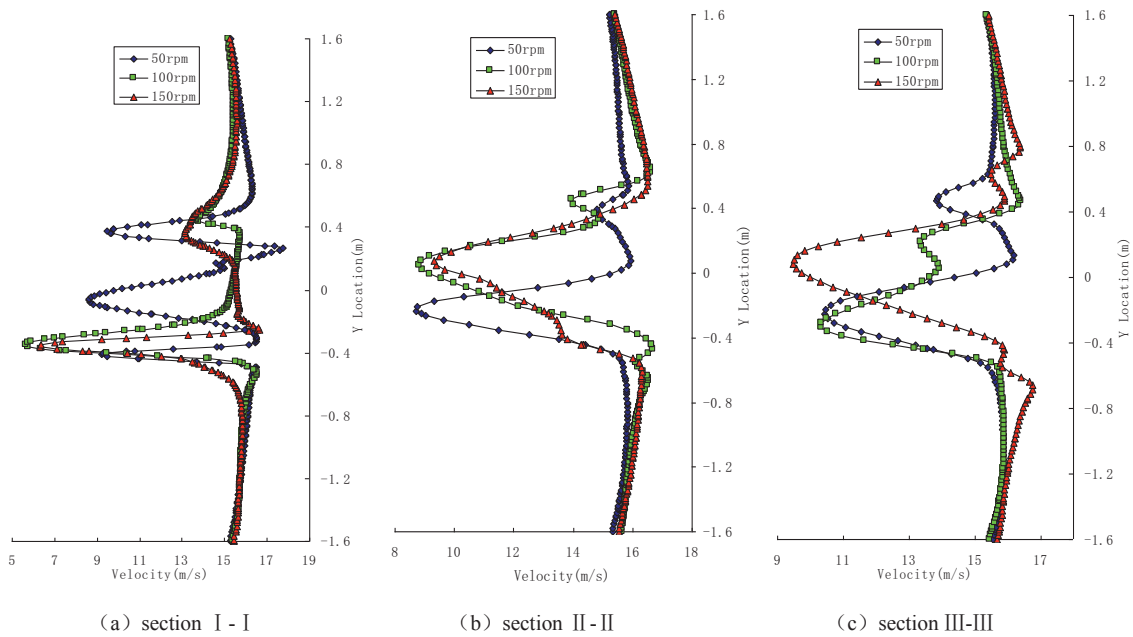 50rpm
100rpm
150rpm
1.6
1.2
0.8
0.4
0
-0.4
-0.8
-1.2
-1.6
Y Location(m)
5 7 9 11 13 15 17 19
Velocity(m/s)
(a) section Ⅰ-Ⅰ
50rpm
100rpm
150rpm
1.6
1.2
0.8
0.4
0
-0.4
-0.8
-1.2
-1.6
Y Location(m)
8 10 12 14 16 18
Velocity(m/s)
(b) section Ⅱ-Ⅱ
50rpm
100rpm
150rpm
1.6
1.2
0.8
0.4
0
-0.4
-0.8
-1.2
-1.6
Y Location(m)
9 11 13 15 17
Velocity(m/s)
(c) section Ⅲ-Ⅲ